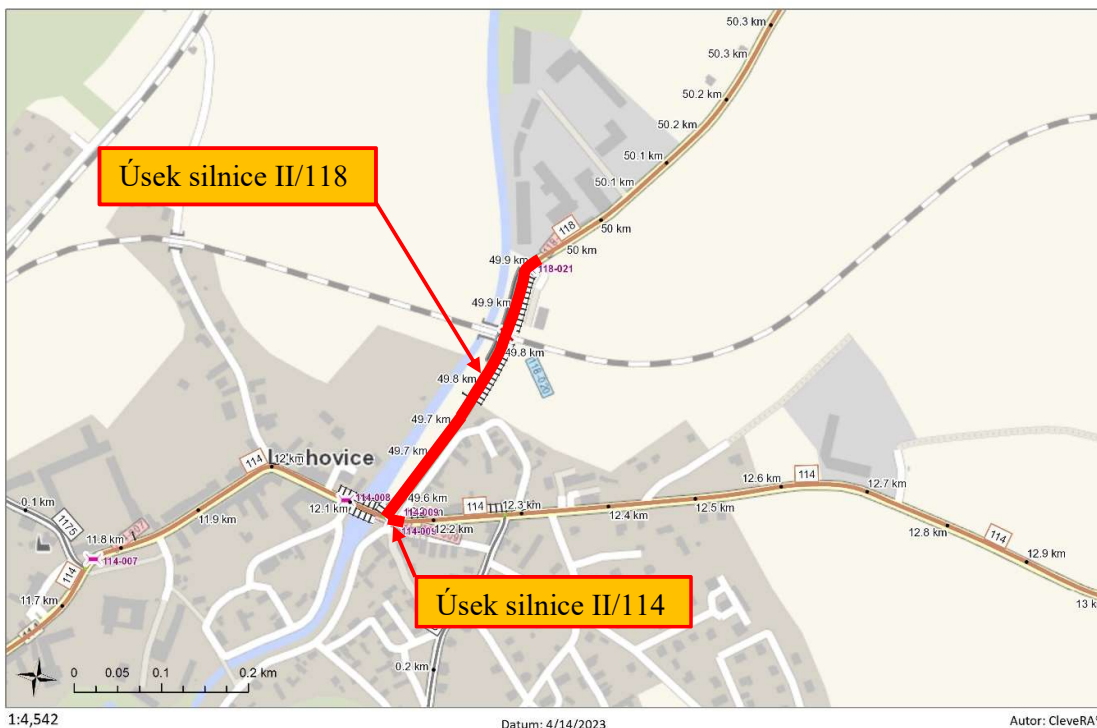 50.3 km
50.3 km
50.2 km
50.2 km
50.1 km
50.1 km
50 km
50 km
118
Úsek silnice II/118
49.9 km
118-021
49.9 km
49.8 km
49.8 km
118-020
49.7 km
49.7 km
hovice
114
12 km
114-008
12.1 km
49.6 km
114-009
114
12.3 km
12.2 km
12.4 km
12.5 km
12.6 km
114
12.7 km
12.8 km
114
12.9 km
13 k
0.1 km
1175
11.9 km
11.8 km
114-007
114
11.7 km
Úsek silnice II/114
0.2 km
0 0.05 0.1 0.2 km
1:4,542
Datum: 4/14/2023
Autor: CleveRA